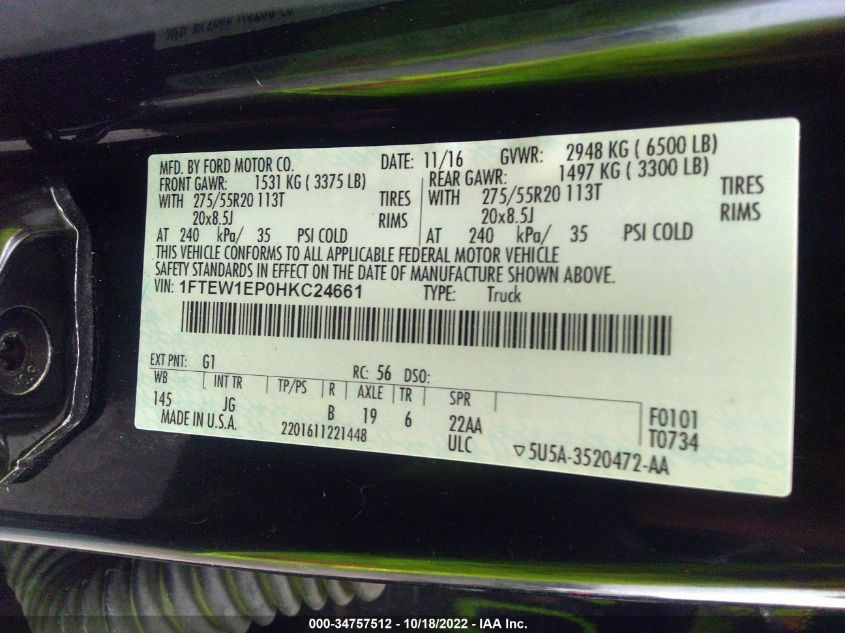 MFD. BY FORD MOTOR CO. DATE: 11/16 GVWR: 2948 KG ( 6500 LB)
FRONT GAWR: 1531 KG ( 3375 LB) REAR GAWR: 1497 KG ( 3300 LB)
WITH 275/55R20 113T TIRES WITH 275/55R20 113T TIRES
20x8.5J RIMS 20x8.5J RIMS
AT 240 kPa/ 35 PSI COLD AT 240 kPa/ 35 PSI COLD
THIS VEHICLE CONFORMS TO ALL APPLICABLE FEDERAL MOTOR VEHICLE
SAFETY STANDARDS IN EFFECT ON THE DATE OF MANUFACTURE SHOWN ABOVE.
VIN: 1FTEW1EP0HKC24661 TYPE: Truck
EXT PNT: G1 RC: 56 DSO:
WB INT TR TP/PS R AXLE TR SPR
145 JG B 19 6 22AA F0101
MADE IN U.S.A. 2201611221448 ULC T0734
▽5U5A-3520472-AA
000-34757512 - 10/18/2022 - IAA Inc.